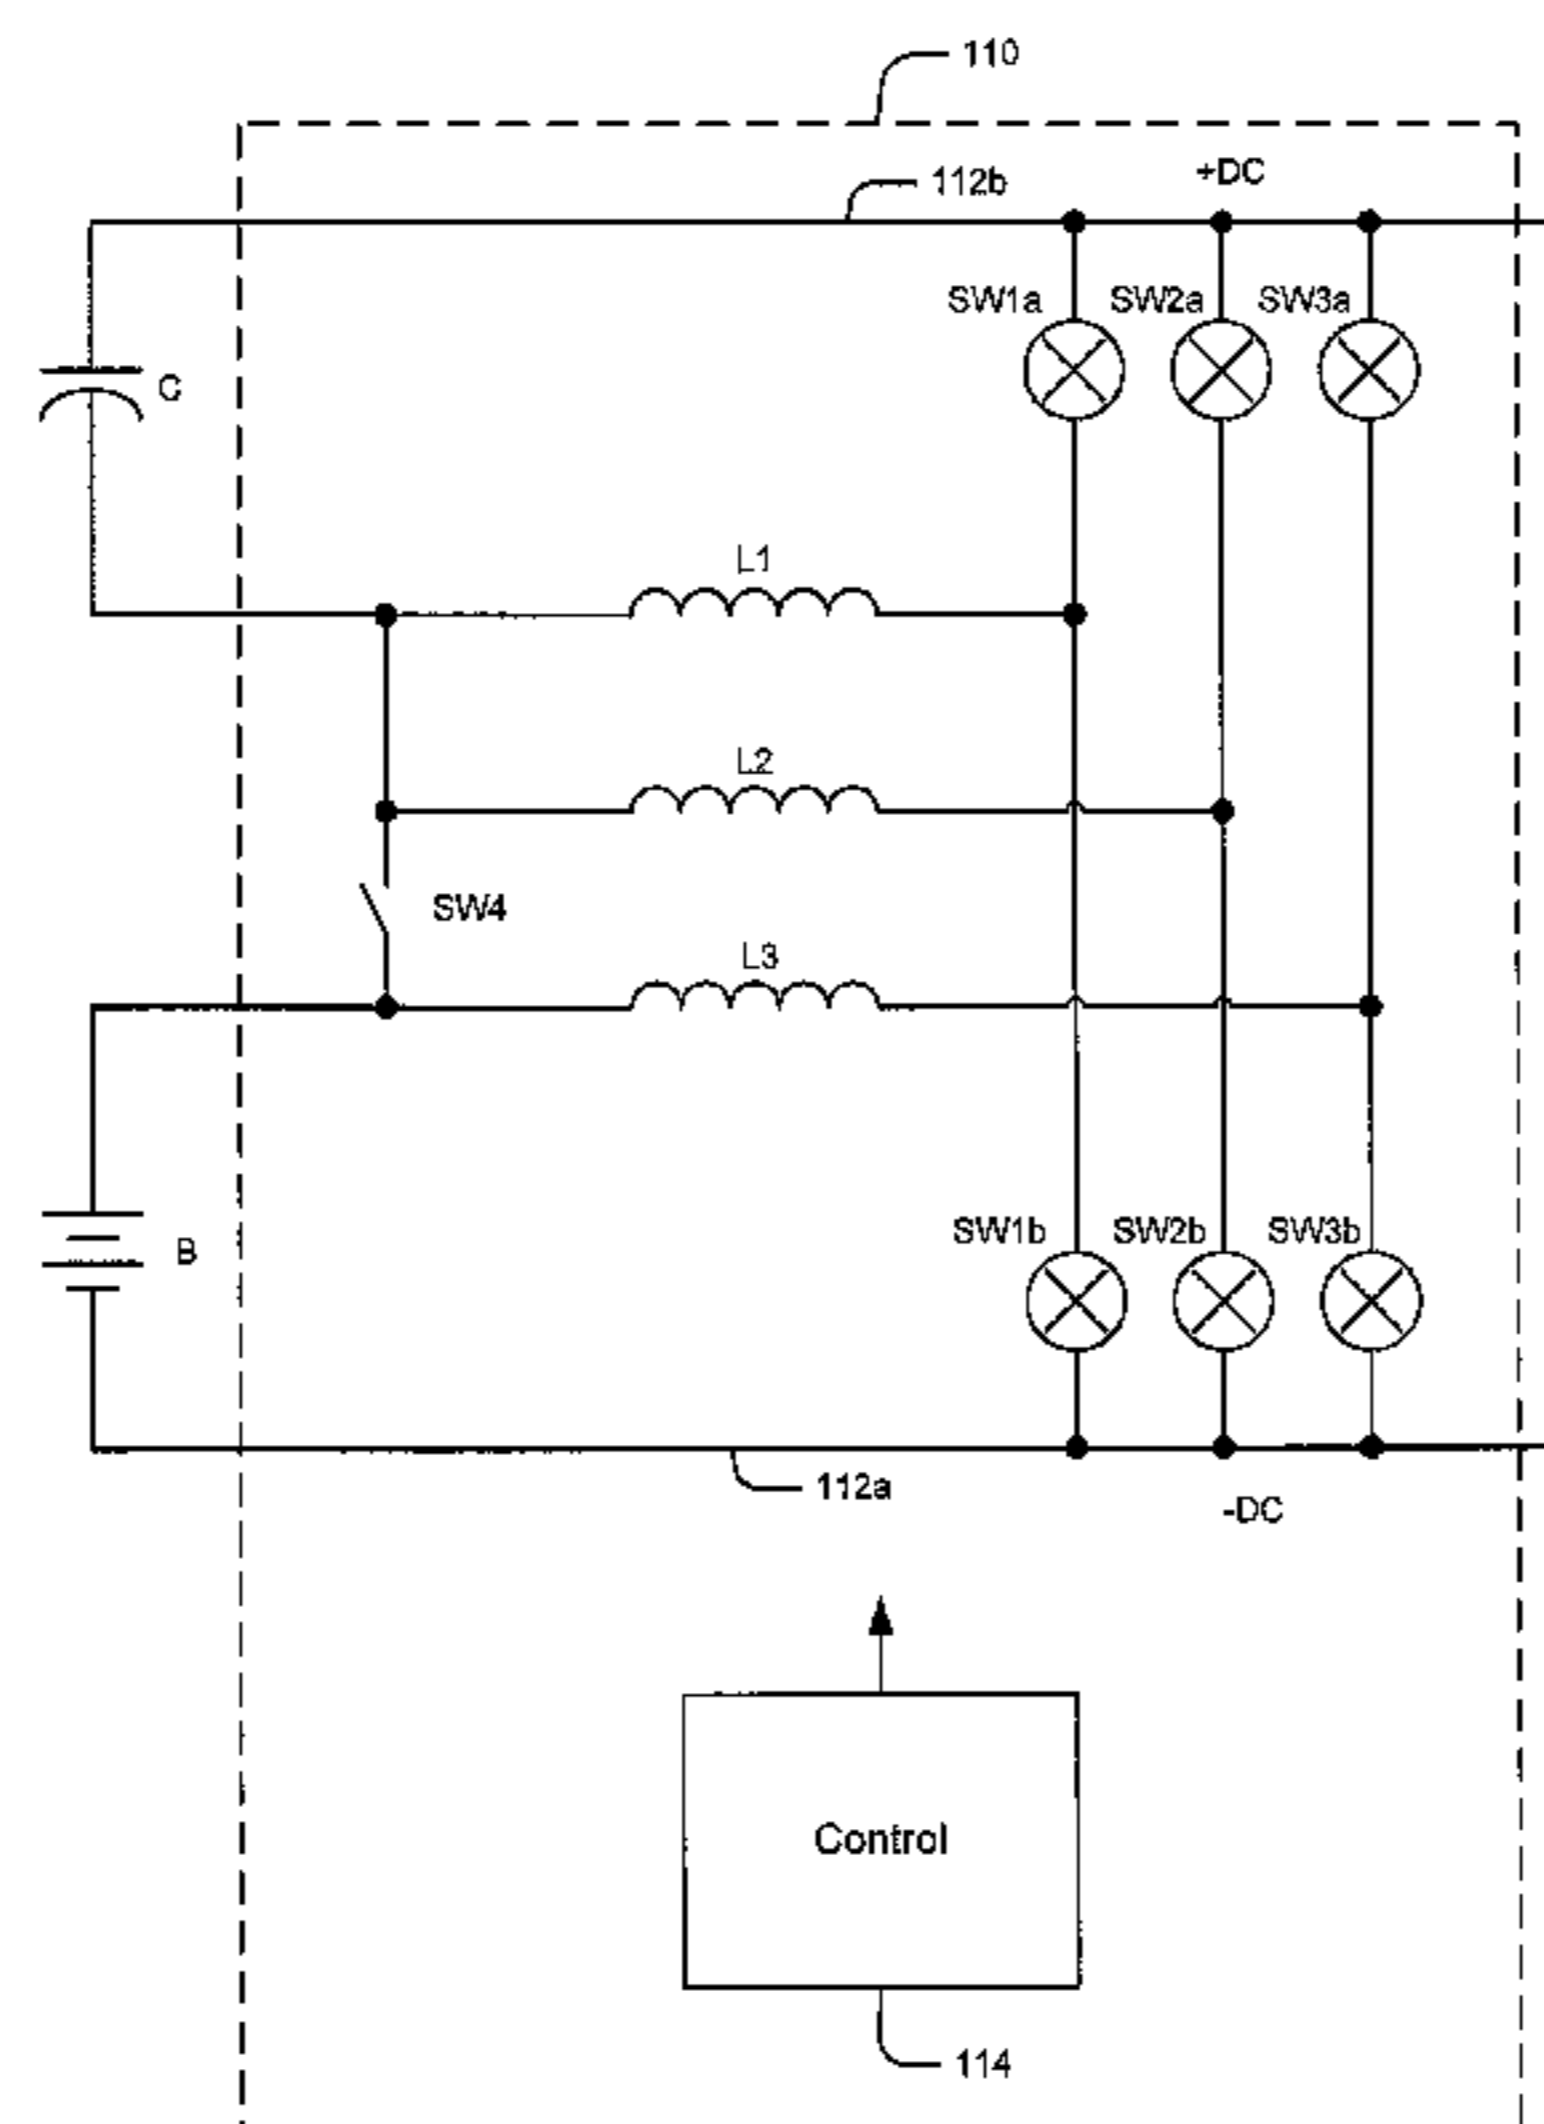 110
112b
+DC
SW1a
SW2a
SW3a
C
L1
L2
SW4
L3
SW1b
SW2b
SW3b
B
112a
-DC
Control
114